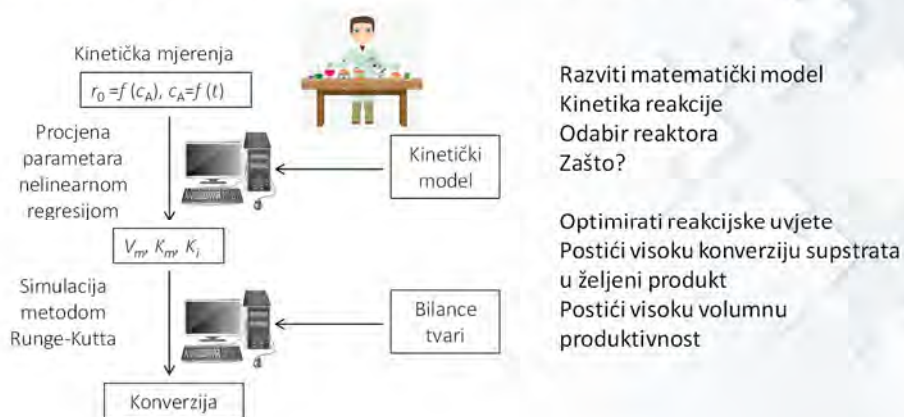 Kinetička mjerenja
r₀ =f (cA), cA=f (t)
Procjena
parametara
nelinearnom
regresijom
Kinetički
model
Vm, Km, Ki
Simulacija
metodom
Runge-Kutta
Bilance
tvari
Konverzija
Razviti matematički model
Kinetika reakcije
Odabir reaktora
Zašto?
Optimirati reakcijske uvjete
Postići visoku konverziju supstrata
u željeni produkt
Postići visoku volumnu
produktivnost